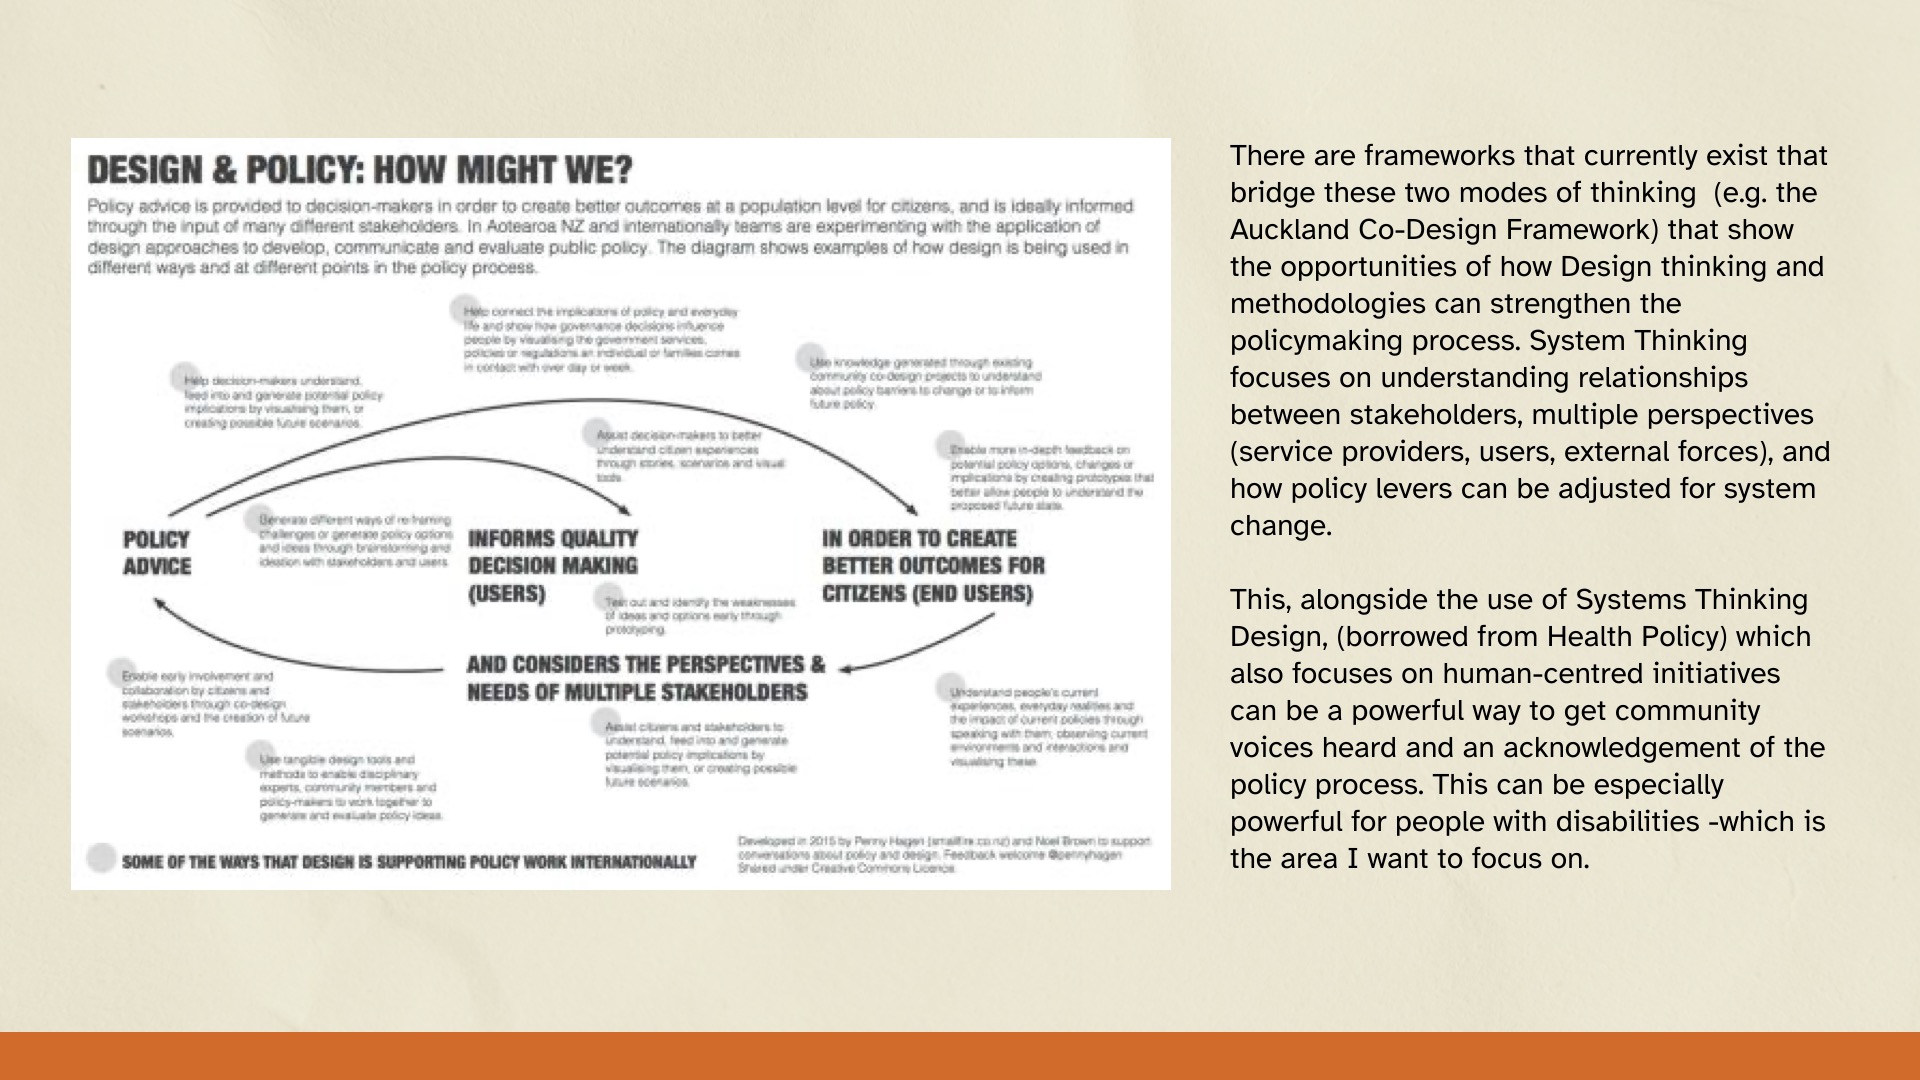 DESIGN & POLICY: HOW MIGHT WE?
Policy advice is provided to decision-makers in order to create better outcomes at a population level for citizens, and is ideally informed
through the input of many different stakeholders. In Aotearoa NZ and internationally teams are experimenting with the application of
design approaches to develop, communicate and evaluate public policy. The diagram shows examples of how design is being used in
different ways and at different points in the policy process.
Help connect the implications of policy and everyday
life and show how governance decisions influence
people by visualising the government services,
policies or regulations an individual or families comes
in contact with over day or week.
Help decision-makers understand,
feed into and generate potential policy
implications by visualising them, or
creating possible future scenarios.
Use knowledge generated through existing
community co-design projects to understand
about policy barriers to change or to inform
future policy.
Assist decision-makers to better
understand citizen experiences
through stories, scenarios and visual
tools.
Enable more in-depth feedback on
potential policy options, changes or
implications by creating prototypes that
better allow people to understand the
proposed future state.
Generate different ways of re-framing
challenges or generate policy options
and ideas through brainstorming and
ideation with stakeholders and users.
POLICY
ADVICE
INFORMS QUALITY
DECISION MAKING
(USERS)
IN ORDER TO CREATE
BETTER OUTCOMES FOR
CITIZENS (END USERS)
Test out and identify the weaknesses
of ideas and options early through
prototyping.
AND CONSIDERS THE PERSPECTIVES &
NEEDS OF MULTIPLE STAKEHOLDERS
Enable early involvement and
collaboration by citizens and
stakeholders through co-design
workshops and the creation of future
scenarios.
Understand people's current
experiences, everyday realities and
the impact of current policies through
speaking with them, observing current
environments and interactions and
visualising these.
Assist citizens and stakeholders to
understand, feed into and generate
potential policy implications by
visualising them, or creating possible
future scenarios.
Use tangible design tools and
methods to enable disciplinary
experts, community members and
policy-makers to work together to
generate and evaluate policy ideas.
SOME OF THE WAYS THAT DESIGN IS SUPPORTING POLICY WORK INTERNATIONALLY
Developed in 2015 by Penny Hagen (smallfire.co.nz) and Noel Brown to support
conversations about policy and design. Feedback welcome @pennyhagen
Shared under Creative Commons Licence.
There are frameworks that currently exist that
bridge these two modes of thinking  (e.g. the
Auckland Co-Design Framework) that show
the opportunities of how Design thinking and
methodologies can strengthen the
policymaking process. System Thinking
focuses on understanding relationships
between stakeholders, multiple perspectives
(service providers, users, external forces), and
how policy levers can be adjusted for system
change.
This, alongside the use of Systems Thinking
Design, (borrowed from Health Policy) which
also focuses on human-centred initiatives
can be a powerful way to get community
voices heard and an acknowledgement of the
policy process. This can be especially
powerful for people with disabilities -which is
the area I want to focus on.